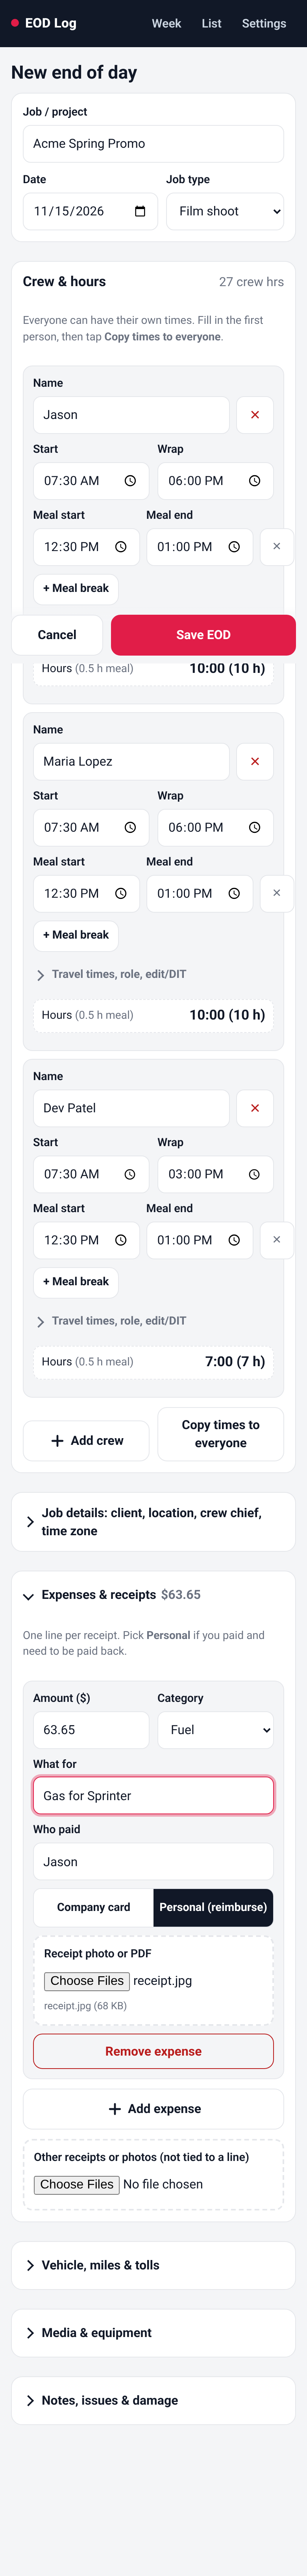 EOD Log Week List Settings
New end of day
Job / project
Acme Spring Promo
Date Job type
11/15/2026 Film shoot
Crew & hours 27 crew hrs
Everyone can have their own times. Fill in the first
person, then tap Copy times to everyone.
Name
Jason ×
Start Wrap
07:30 AM 06:00 PM
Meal start Meal end
12:30 PM 01:00 PM ×
+ Meal break
Cancel Save EOD
Hours (0.5 h meal) 10:00 (10 h)
Name
Maria Lopez ×
Start Wrap
07:30 AM 06:00 PM
Meal start Meal end
12:30 PM 01:00 PM ×
+ Meal break
Travel times, role, edit/DIT
Hours (0.5 h meal) 10:00 (10 h)
Name
Dev Patel ×
Start Wrap
07:30 AM 03:00 PM
Meal start Meal end
12:30 PM 01:00 PM ×
+ Meal break
Travel times, role, edit/DIT
Hours (0.5 h meal) 7:00 (7 h)
+ Add crew
Copy times to
everyone
Job details: client, location, crew chief,
time zone
Expenses & receipts $63.65
One line per receipt. Pick Personal if you paid and
need to be paid back.
Amount ($) Category
63.65 Fuel
What for
Gas for Sprinter
Who paid
Jason
Company card Personal (reimburse)
Receipt photo or PDF
Choose Files receipt.jpg
receipt.jpg (68 KB)
Remove expense
+ Add expense
Other receipts or photos (not tied to a line)
Choose Files No file chosen
Vehicle, miles & tolls
Media & equipment
Notes, issues & damage